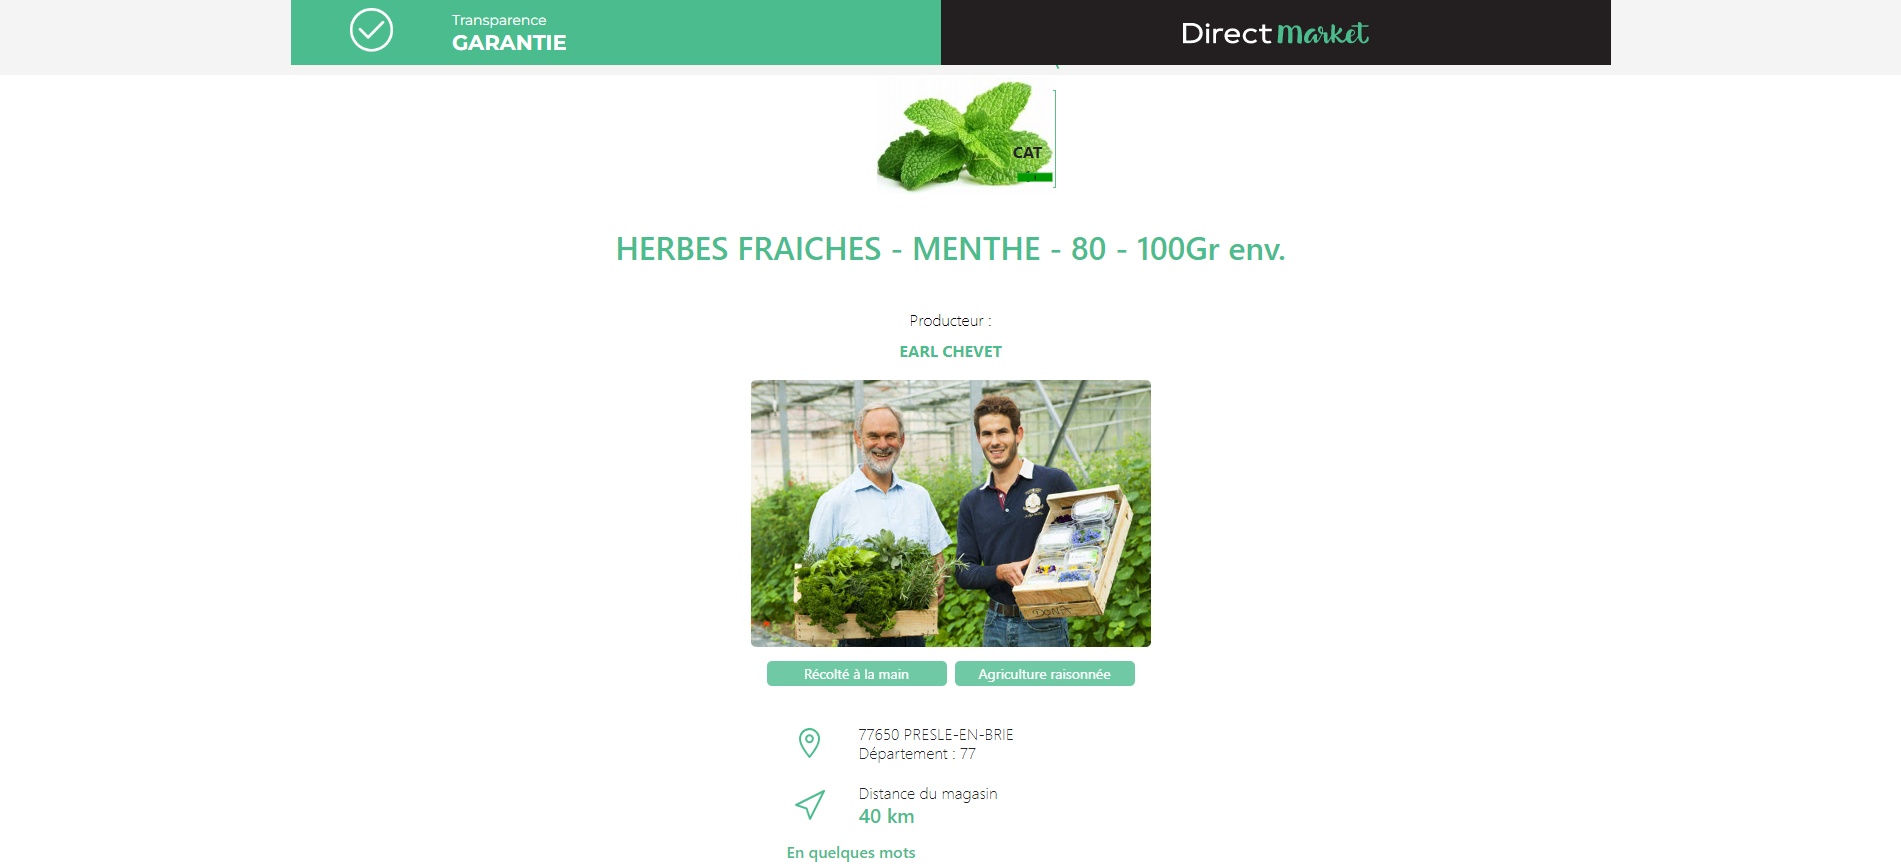 Transparence
GARANTIE
Direct Market
CAT
HERBES FRAICHES - MENTHE - 80 - 100Gr env.
Producteur :
EARL CHEVET
Récolté à la main
Agriculture raisonnée
77650 PRESLE-EN-BRIE
Département : 77
Distance du magasin
40 km
En quelques mots